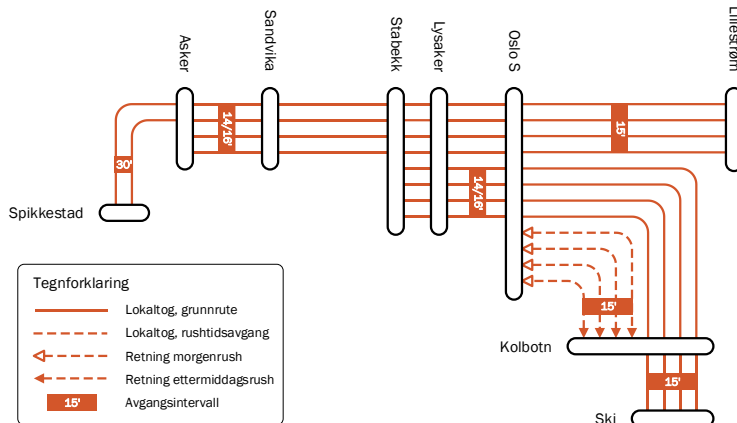 Asker
Sandvika
Stabekk
Lysaker
Oslo S
Lillestrøm
14/16'
15'
30'
14/16'
Spikkestad
15'
Kolbotn
15'
Ski
Tegnforklaring
Lokaltog, grunnrute
Lokaltog, rushtidsavgang
Retning morgenrush
Retning ettermiddagsrush
15' Avgangsintervall